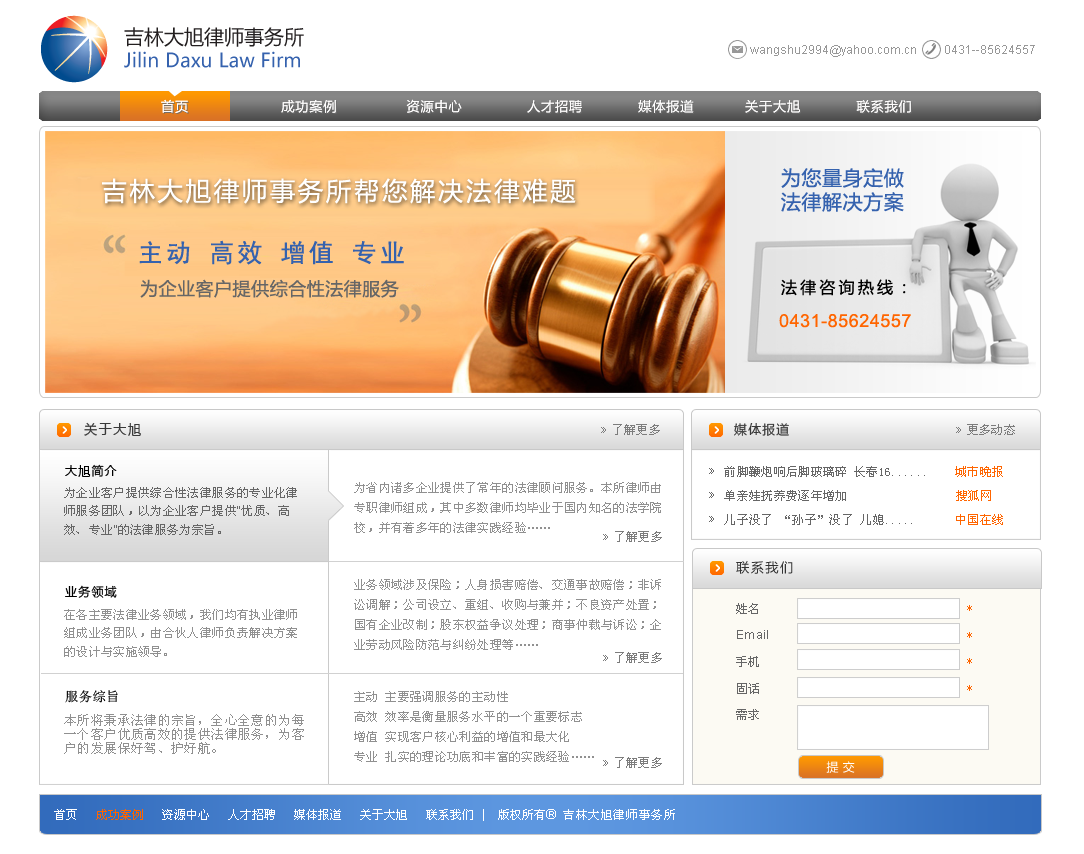 吉林大旭律师事务所
Jilin Daxu Law Firm
wangshu2994@yahoo.com.cn 0431--85624557
首页 成功案例 资源中心 人才招聘 媒体报道 关于大旭 联系我们
吉林大旭律师事务所帮您解决法律难题
“ 主动 高效 增值 专业
为企业客户提供综合性法律服务 ”
为您量身定做
法律解决方案
法律咨询热线：
0431-85624557
关于大旭 » 了解更多
大旭简介
为企业客户提供综合性法律服务的专业化律
师服务团队，以为企业客户提供“优质、高
效、专业”的法律服务为宗旨。
为省内诸多企业提供了常年的法律顾问服务。本所律师由
专职律师组成，其中多数律师均毕业于国内知名的法学院
校，并有着多年的法律实践经验······
» 了解更多
业务领域
在各主要法律业务领域，我们均有执业律师
组成业务团队，由合伙人律师负责解决方案
的设计与实施领导。
业务领域涉及保险；人身损害赔偿、交通事故赔偿；非诉
讼调解；公司设立、重组、收购与兼并；不良资产处置；
国有企业改制；股东权益争议处理；商事仲裁与诉讼；企
业劳动风险防范与纠纷处理等······
» 了解更多
服务综旨
本所将秉承法律的宗旨，全心全意的为每
一个客户优质高效的提供法律服务，为客
户的发展保好驾、护好航。
主动 主要强调服务的主动性
高效 效率是衡量服务水平的一个重要标志
增值 实现客户核心利益的增值和最大化
专业 扎实的理论功底和丰富的实践经验······
» 了解更多
媒体报道 » 更多动态
» 前脚鞭炮响后脚玻璃碎 长春16...... 城市晚报
» 单亲娃抚养费逐年增加 搜狐网
» 儿子没了 “孙子”没了 儿媳..... 中国在线
联系我们
姓名 *
Email *
手机 *
固话 *
需求
提 交
首页 成功案例 资源中心 人才招聘 媒体报道 关于大旭 联系我们 | 版权所有® 吉林大旭律师事务所